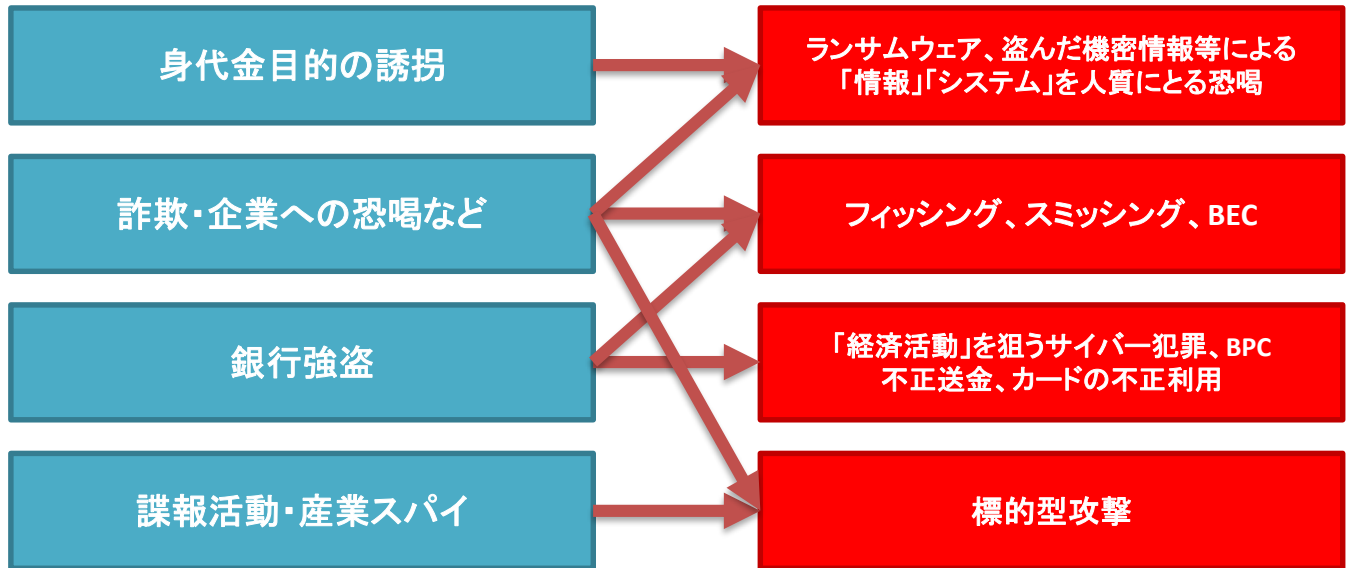 身代金目的の誘拐
ランサムウェア、盗んだ機密情報等による
「情報」「システム」を人質にとる恐喝
詐欺・企業への恐喝など
フィッシング、スミッシング、BEC
銀行強盗
「経済活動」を狙うサイバー犯罪、BPC
不正送金、カードの不正利用
諜報活動・産業スパイ
標的型攻撃